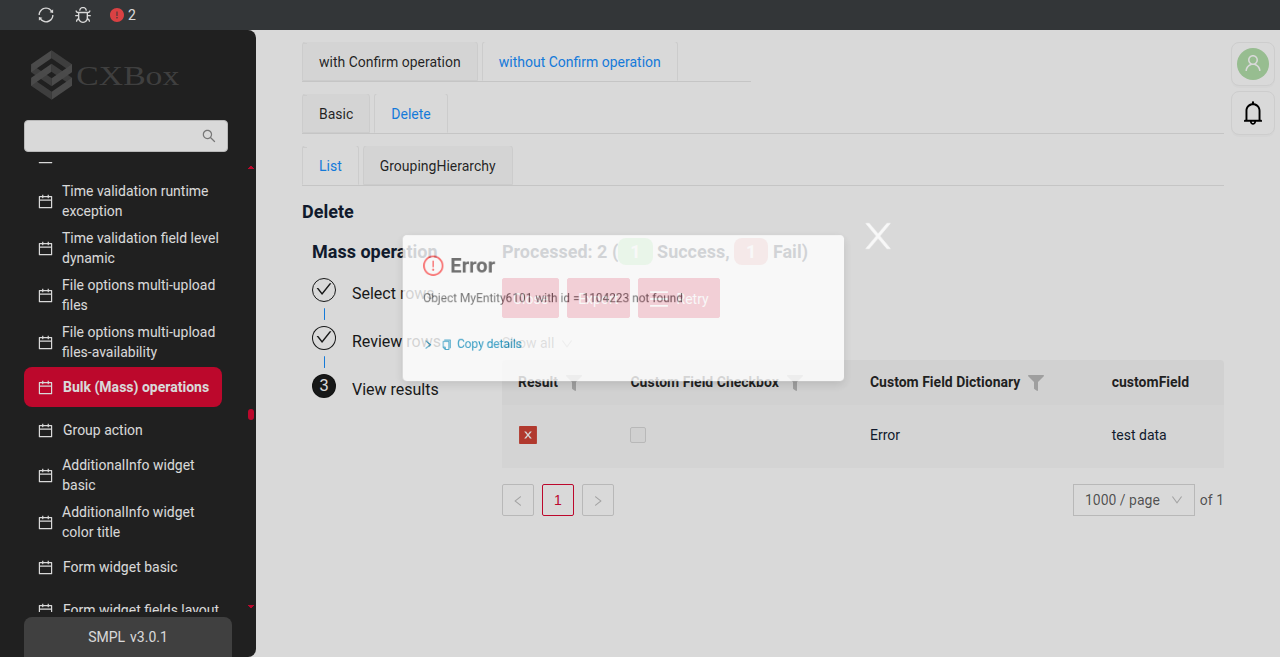 2
CXBox
Time validation runtime
exception
Time validation field level
dynamic
File options multi-upload
files
File options multi-upload
files-availability
Bulk (Mass) operations
Group action
AdditionalInfo widget
basic
AdditionalInfo widget
color title
Form widget basic
Form widget fields layout
SMPL v3.0.1
with Confirm operation
without Confirm operation
Basic
Delete
List
GroupingHierarchy
Delete
Mass operation
Select rows
Review rows
3 View results
Processed: 2 ( 1 Success, 1 Fail)
X
Error
Object MyEntity6101 with id = 1104223 not found
Copy details
Show all
Result
Custom Field Checkbox
Custom Field Dictionary
customField
Error
test data
< 1 >
1000 / page
of 1